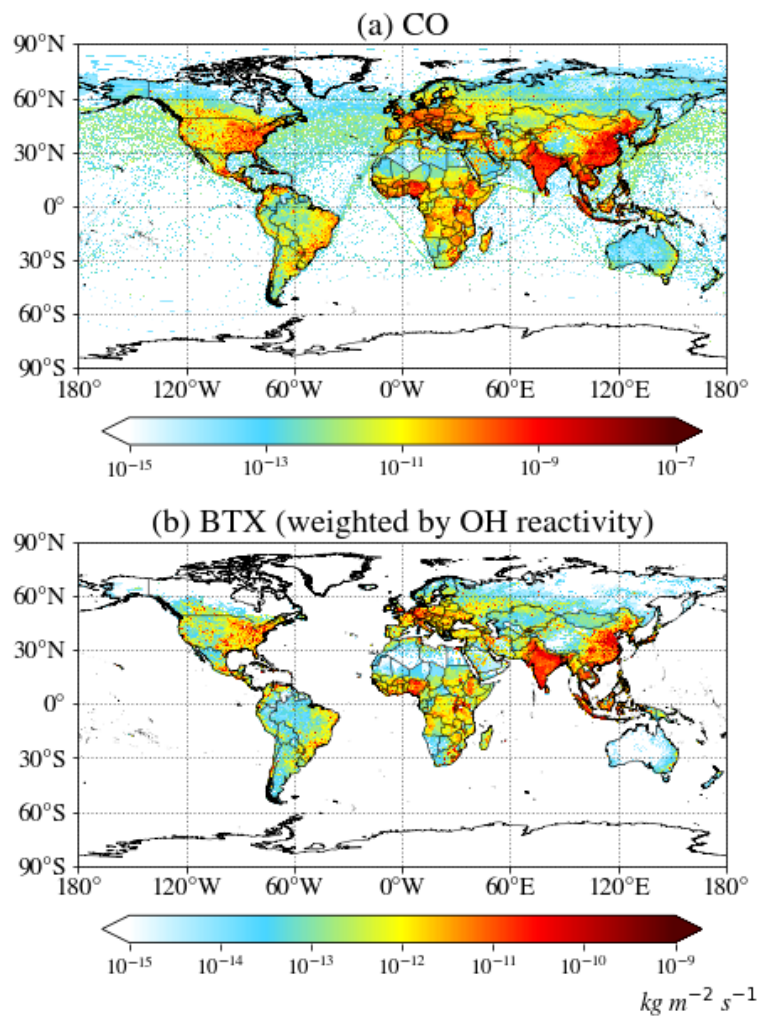 (a) CO
90°N
60°N
30°N
0°
30°S
60°S
90°S
180° 120°W 60°W 0°W 60°E 120°E 180°
10⁻¹⁵ 10⁻¹³ 10⁻¹¹ 10⁻⁹ 10⁻⁷
(b) BTX (weighted by OH reactivity)
90°N
60°N
30°N
0°
30°S
60°S
90°S
180° 120°W 60°W 0°W 60°E 120°E 180°
10⁻¹⁵ 10⁻¹⁴ 10⁻¹³ 10⁻¹² 10⁻¹¹ 10⁻¹⁰ 10⁻⁹
kg m⁻² s⁻¹